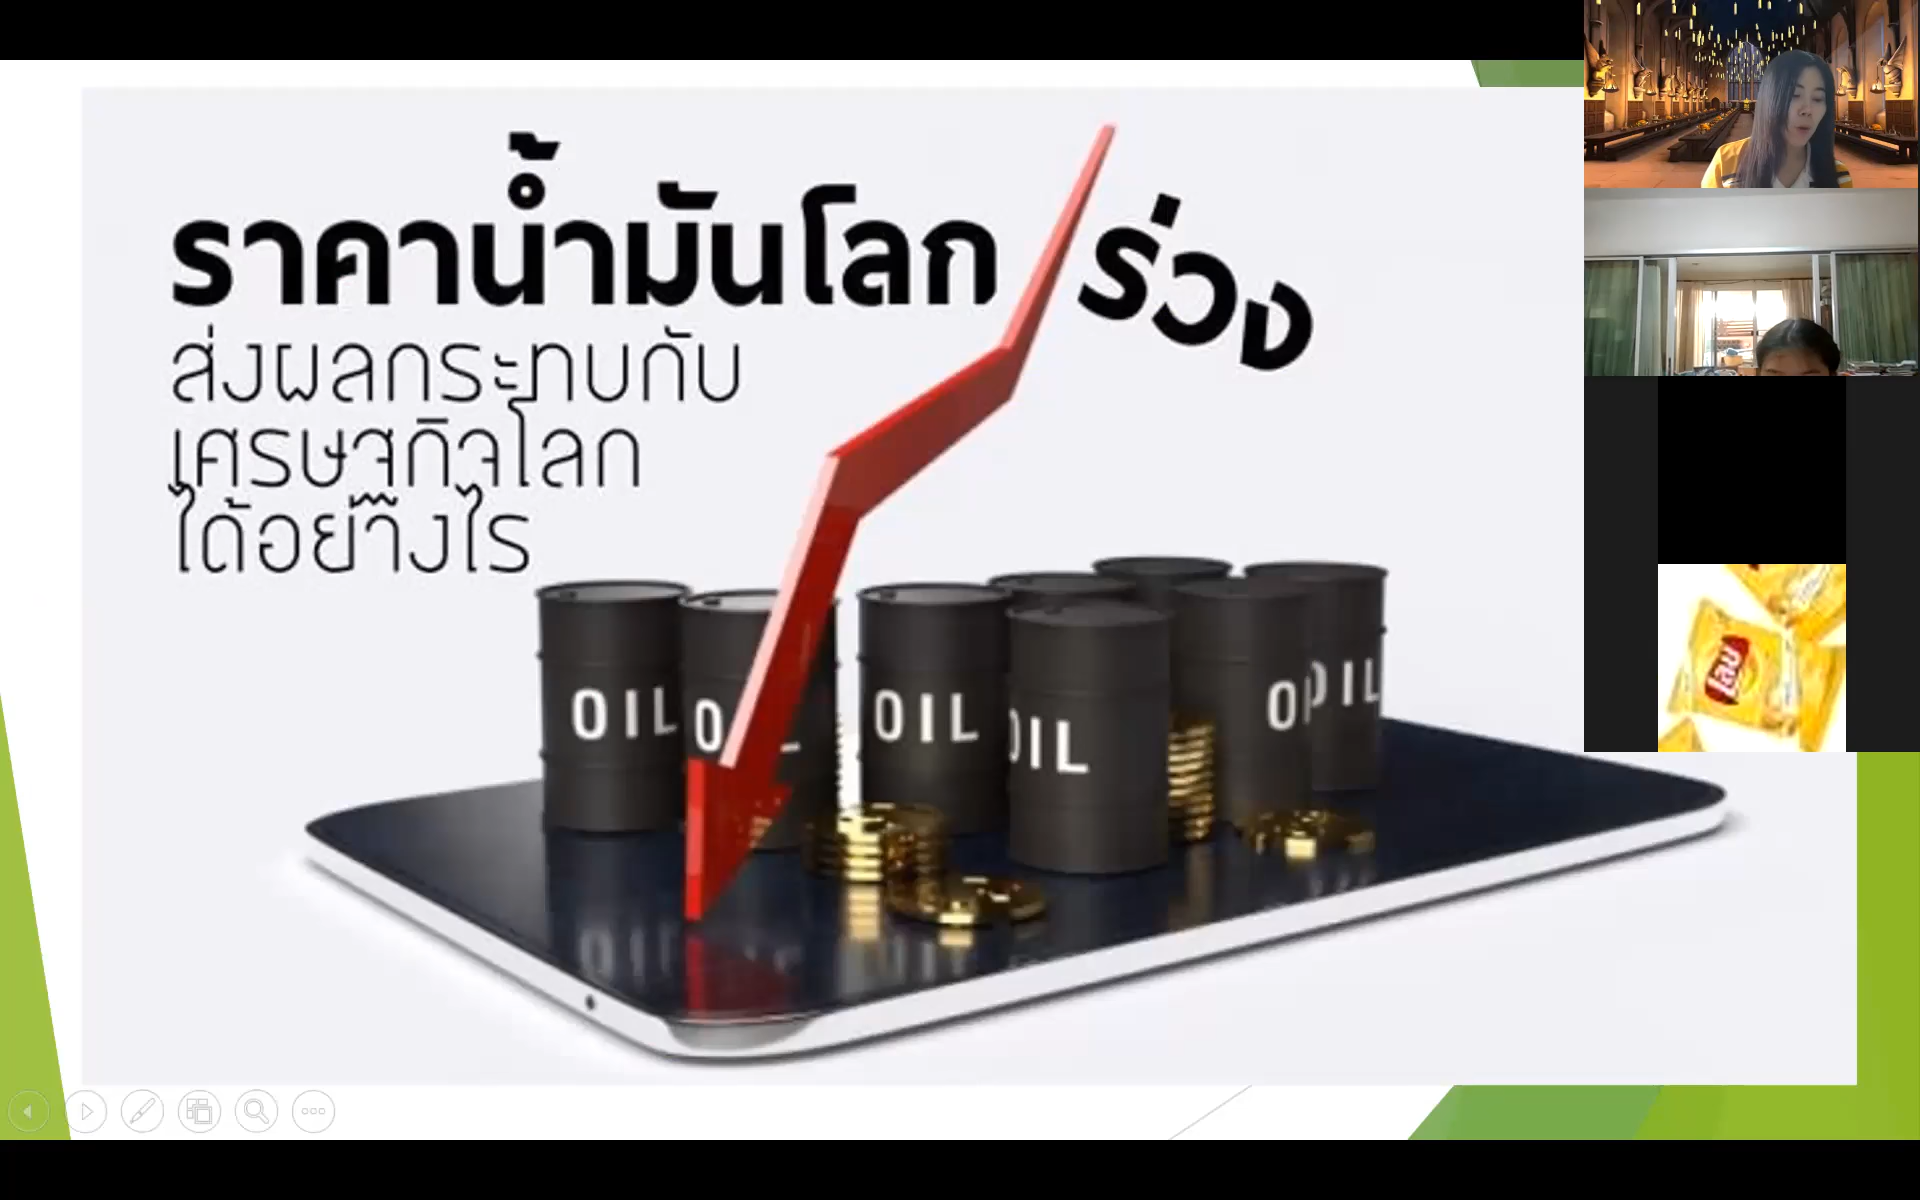 ราคาน้ำมันโลก ร่วง
ส่งผลกระทบกับ
เศรษฐกิจโลก
ได้อย่างไร
OIL
OIL
OIL
OIL
เลย์